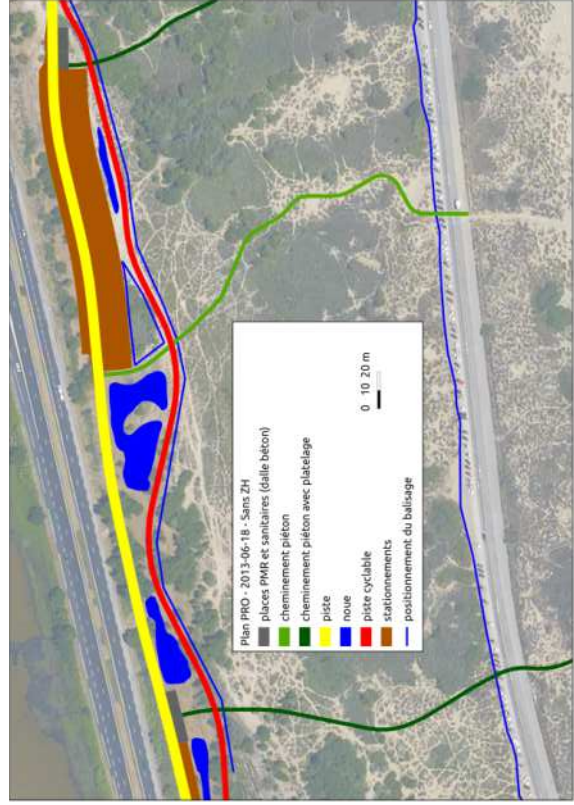 Plan PRO - 2013-06-18 - Sans ZH
places PMR et sanitaires (dalle béton)
cheminement piéton
cheminement piéton avec platelage
piste
noue
piste cyclable
stationnements
positionnement du balisage
0 10 20 m